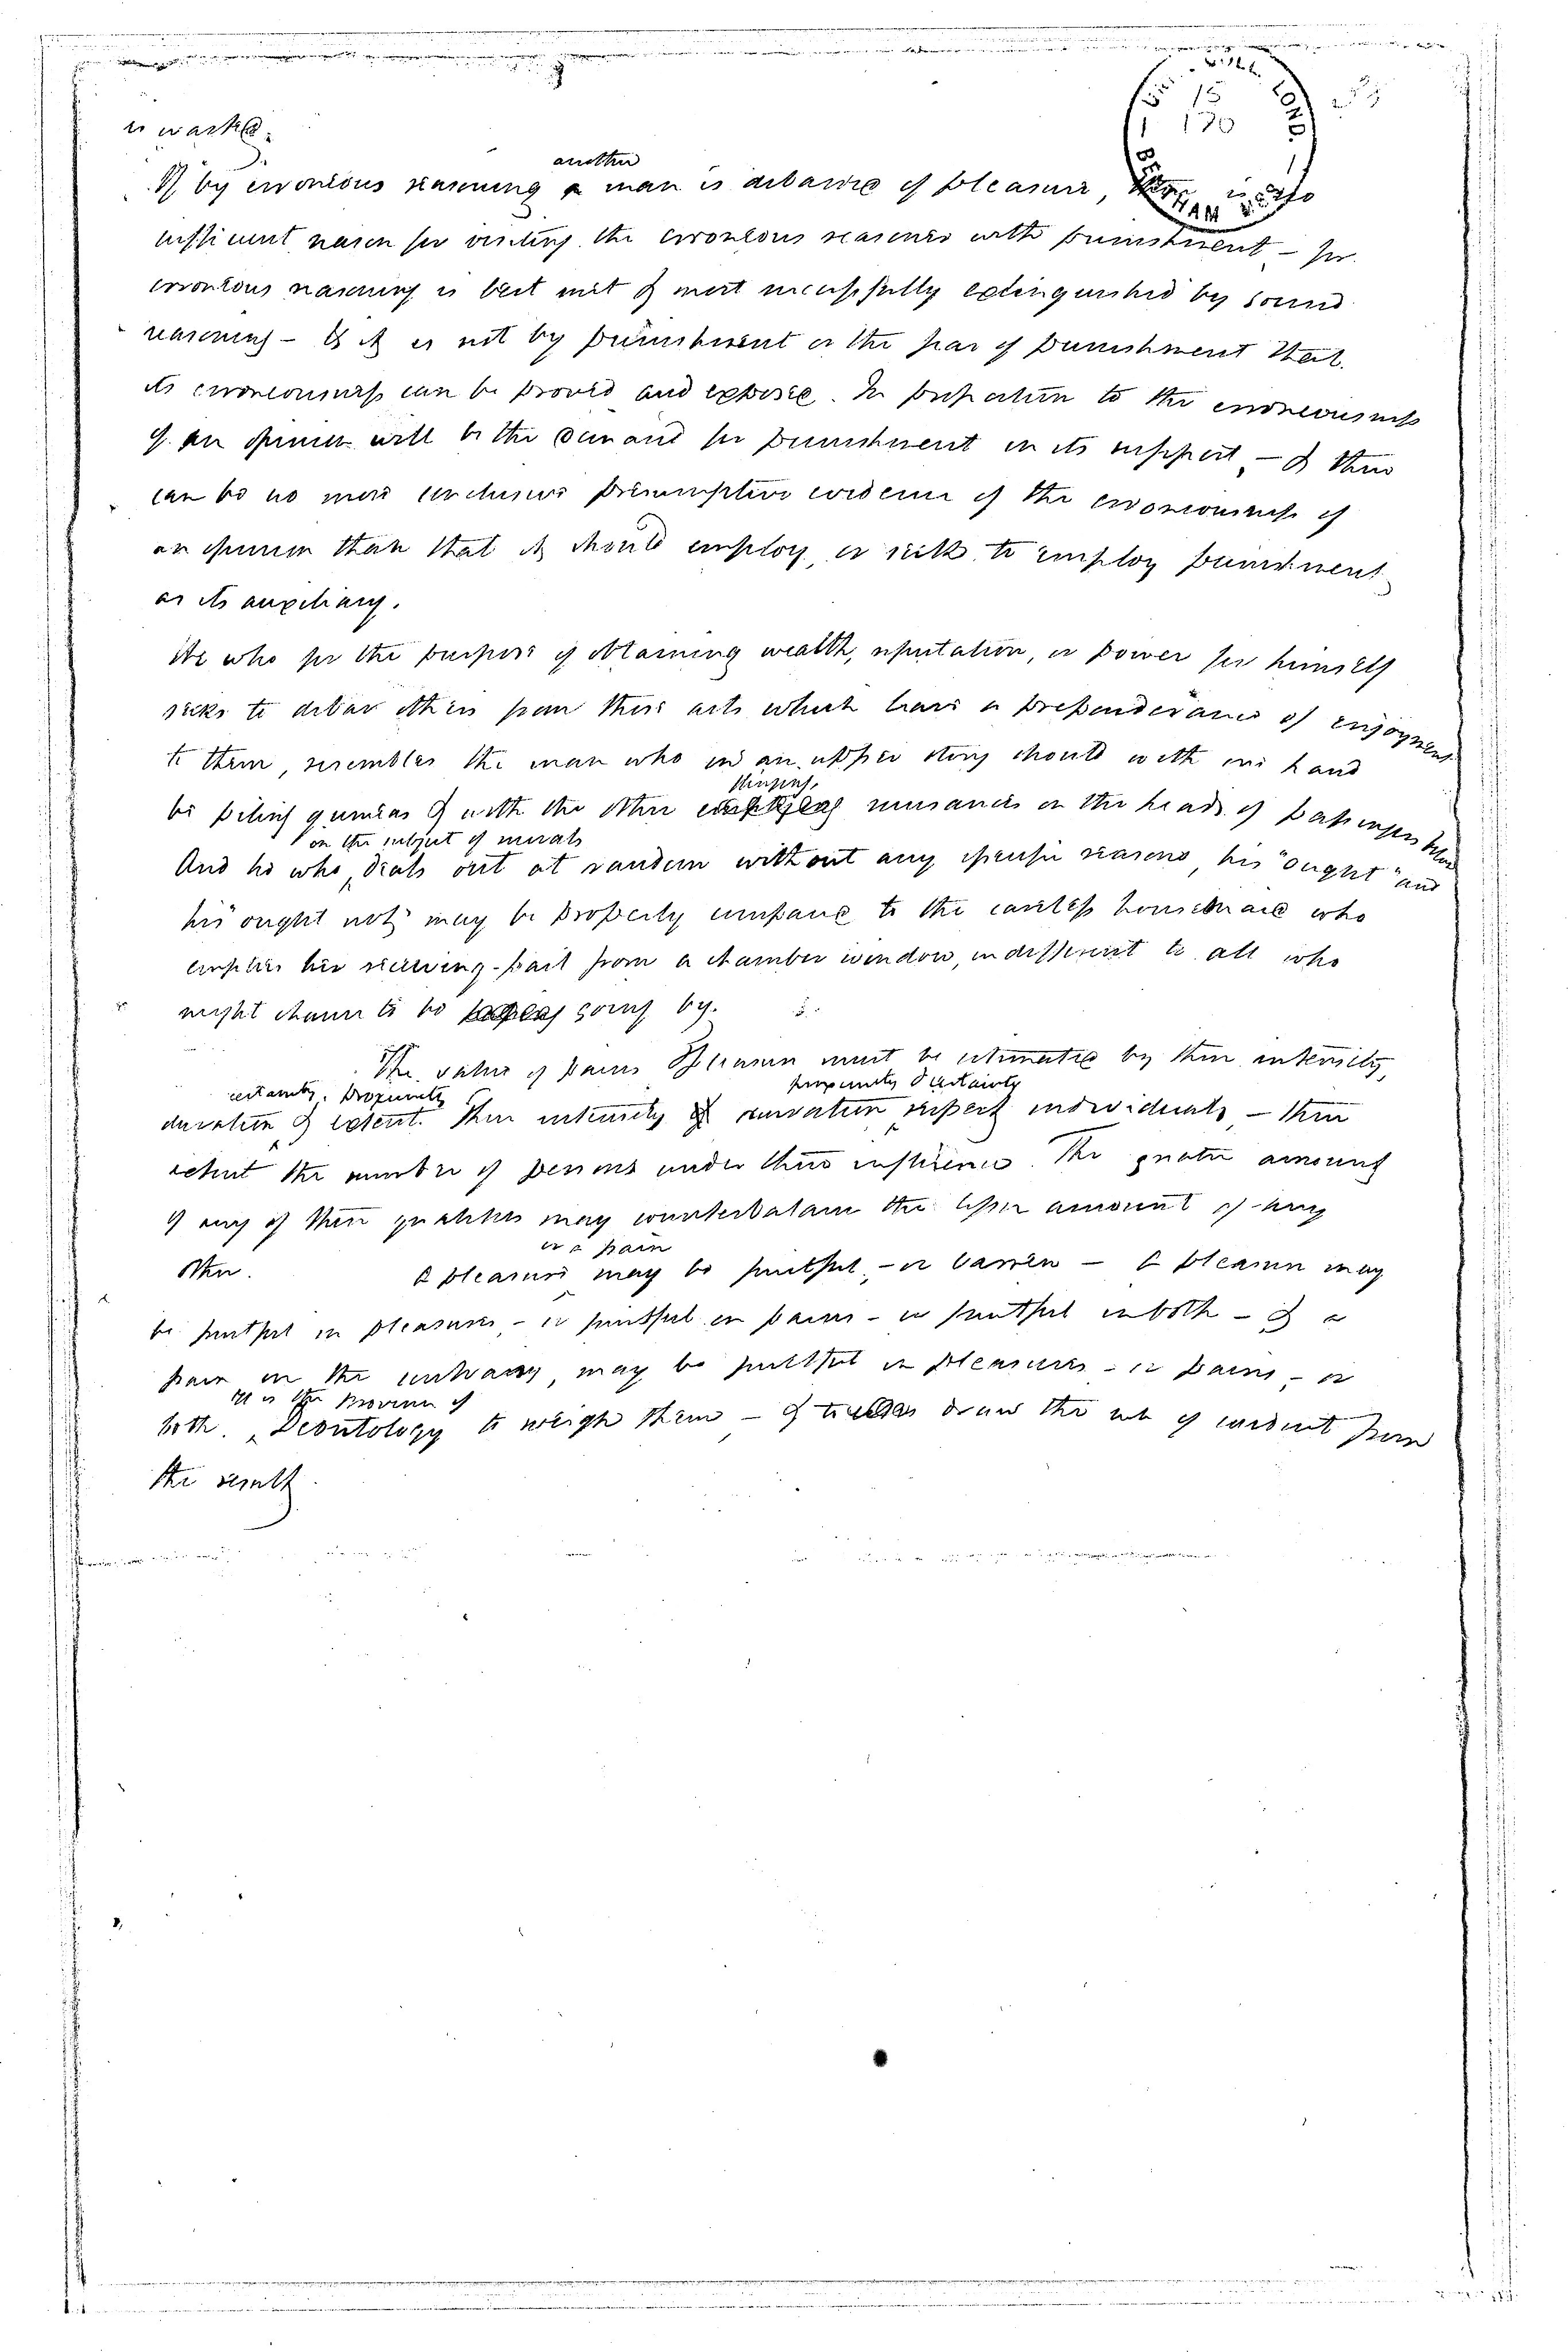 is wasted.
another
If by erroneous reasoning a man is debarred of pleasure, there is also
sufficient reason for visiting the erroneous reasoner with punishment – for
erroneous reasoning is best met & most successfully extinguished by sound
reasoning – & it is not by punishment or the fear of punishment that
its erroneousness can be proved and exposed. In proportion to the erroneousness
of an opinion will be the demand for punishment in its support, – & there
can be no more conclusive presumptive evidence of the erroneousness of
an opinion than that it should employ, or seek to employ punishment
as its auxiliary.
He who for the purpose of obtaining wealth, reputation, or power for himself
seeks to debar others from those acts which have a preponderance of enjoyment
to them, resembles the man who in an upper story should with one hand
flinging
be piling guineas & with the other emptying nuisances on the heads of passengers below
on the subject of morals
And he who, deals out at random without any specific reasons, his "ought" and
his "ought not" may be properly compared to the careless housemaid who
empties her receiving-pail from a chamber window, indifferent to all who
might chance to be going by.
The value of pains & pleasures must be estimated by their intensity,
certainty, proximity proximity & certainty
duration & extent. Their intensity & duration respect individuals – their
extent the number of persons under their influence. The greater amount
of any of these qualities may counterbalance the lesser amount of any
other.
or a pain
A pleasure may be fruitful, – or barren – A pleasure may
be fruitful in pleasures – or fruitful in pains – or fruitful in both – & a
pain on the contrary, may be fruitful in pleasures – or pains, – or
It is the province of
both. Deontology to weigh them – & to draw the rule of conduct from
the result